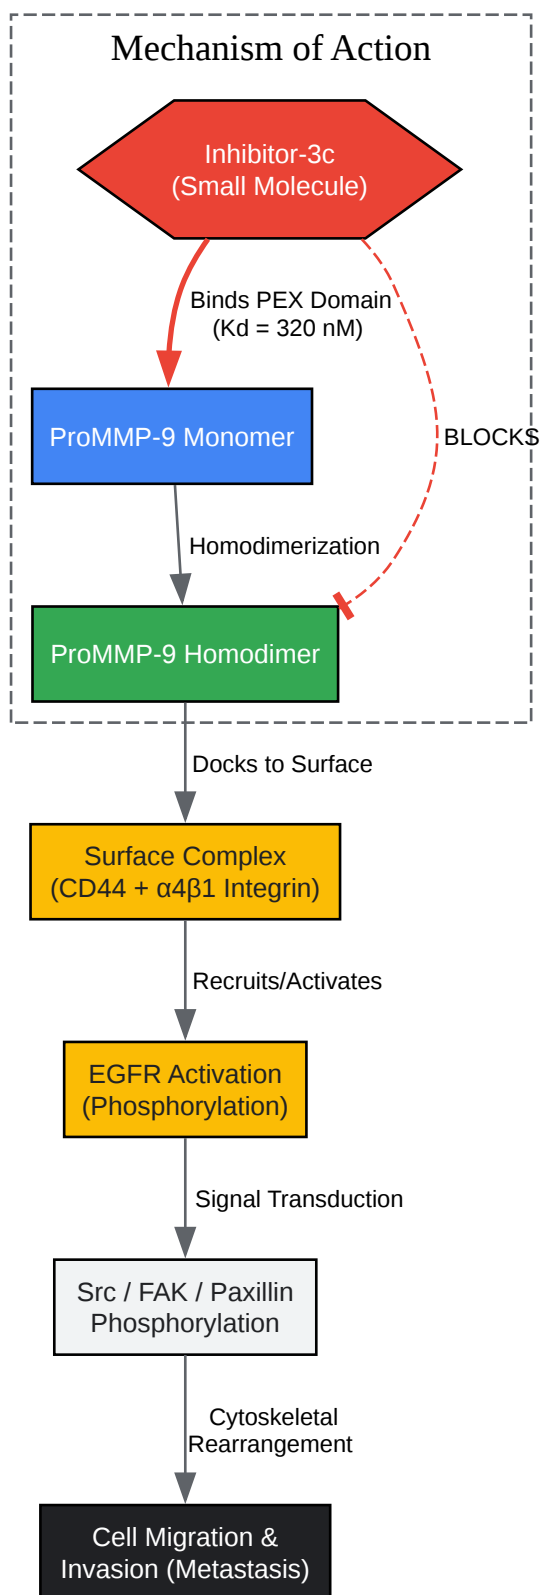 Mechanism of Action
Inhibitor-3c
(Small Molecule)
Binds PEX Domain
(Kd = 320 nM)
ProMMP-9 Monomer
BLOCKS
Homodimerization
ProMMP-9 Homodimer
Docks to Surface
Surface Complex
(CD44 + α4β1 Integrin)
Recruits/Activates
EGFR Activation
(Phosphorylation)
Signal Transduction
Src / FAK / Paxillin
Phosphorylation
Cytoskeletal
Rearrangement
Cell Migration &
Invasion (Metastasis)